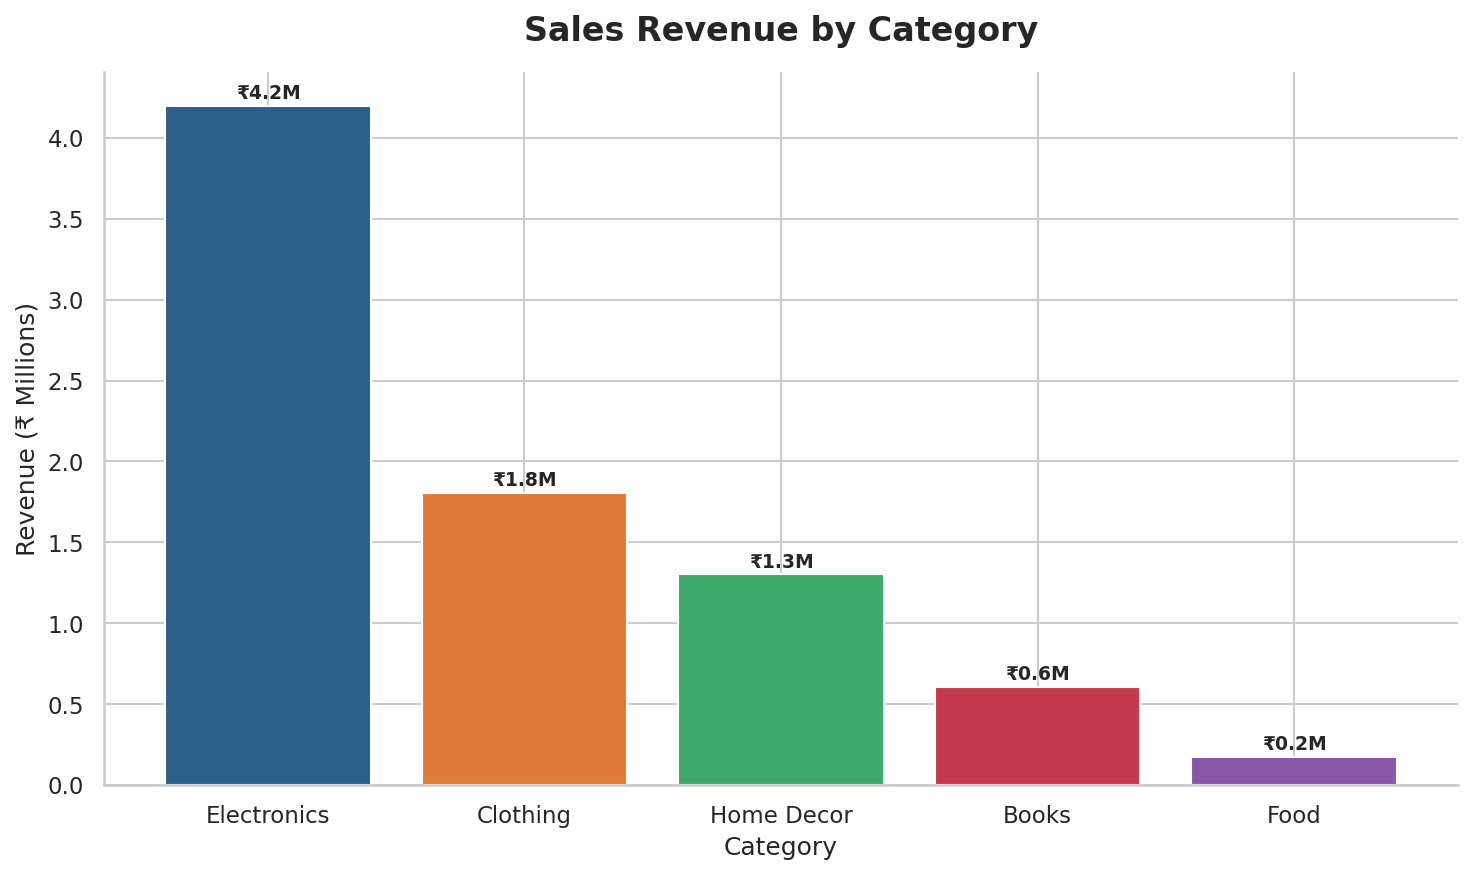 Sales Revenue by Category
₹4.2M
₹1.8M
₹1.3M
₹0.6M
₹0.2M
4.0
3.5
3.0
2.5
2.0
1.5
1.0
0.5
0.0
Revenue (₹ Millions)
Electronics Clothing Home Decor Books Food
Category